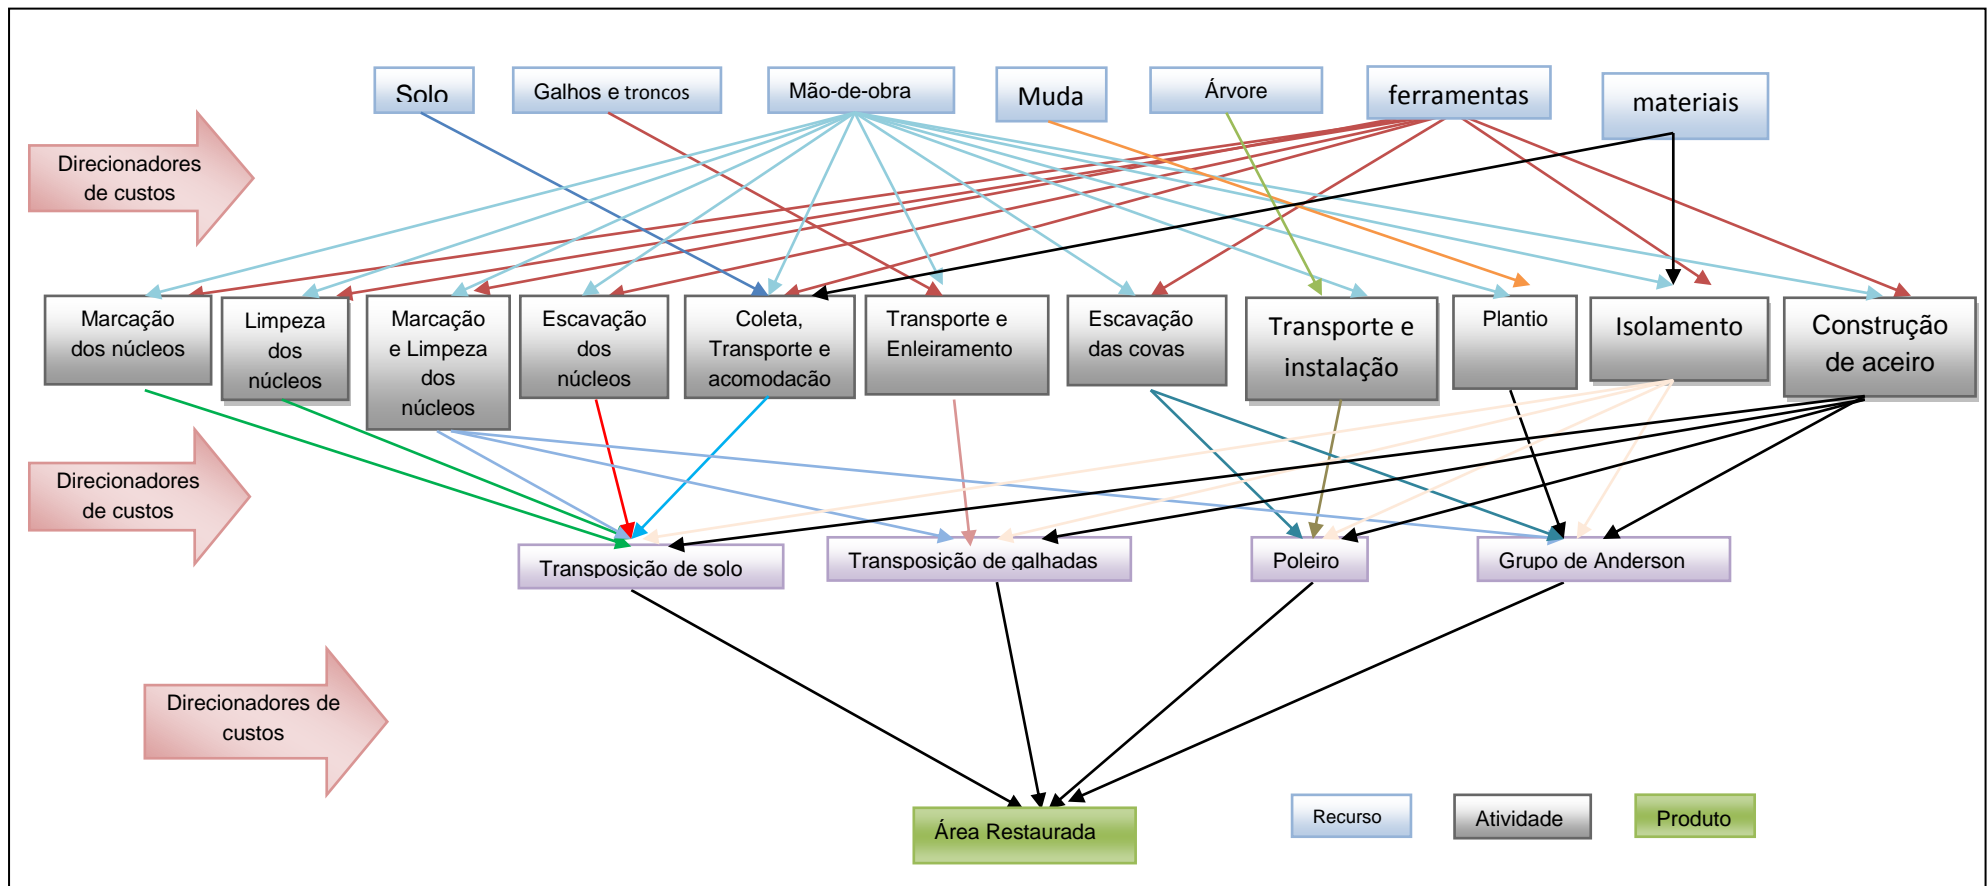 Solo
Galhos e troncos
Mão-de-obra
Muda
Árvore
ferramentas
materiais
Direcionadores
de custos
Marcação
dos núcleos
Limpeza
dos
núcleos
Marcação
e Limpeza
dos
núcleos
Escavação
dos
núcleos
Coleta,
Transporte e
acomodação
Transporte e
Enleiramento
Escavação
das covas
Transporte e
instalação
Plantio
Isolamento
Construção
de aceiro
Direcionadores
de custos
Transposição de solo
Transposição de galhadas
Poleiro
Grupo de Anderson
Direcionadores de
custos
Área Restaurada
Recurso
Atividade
Produto